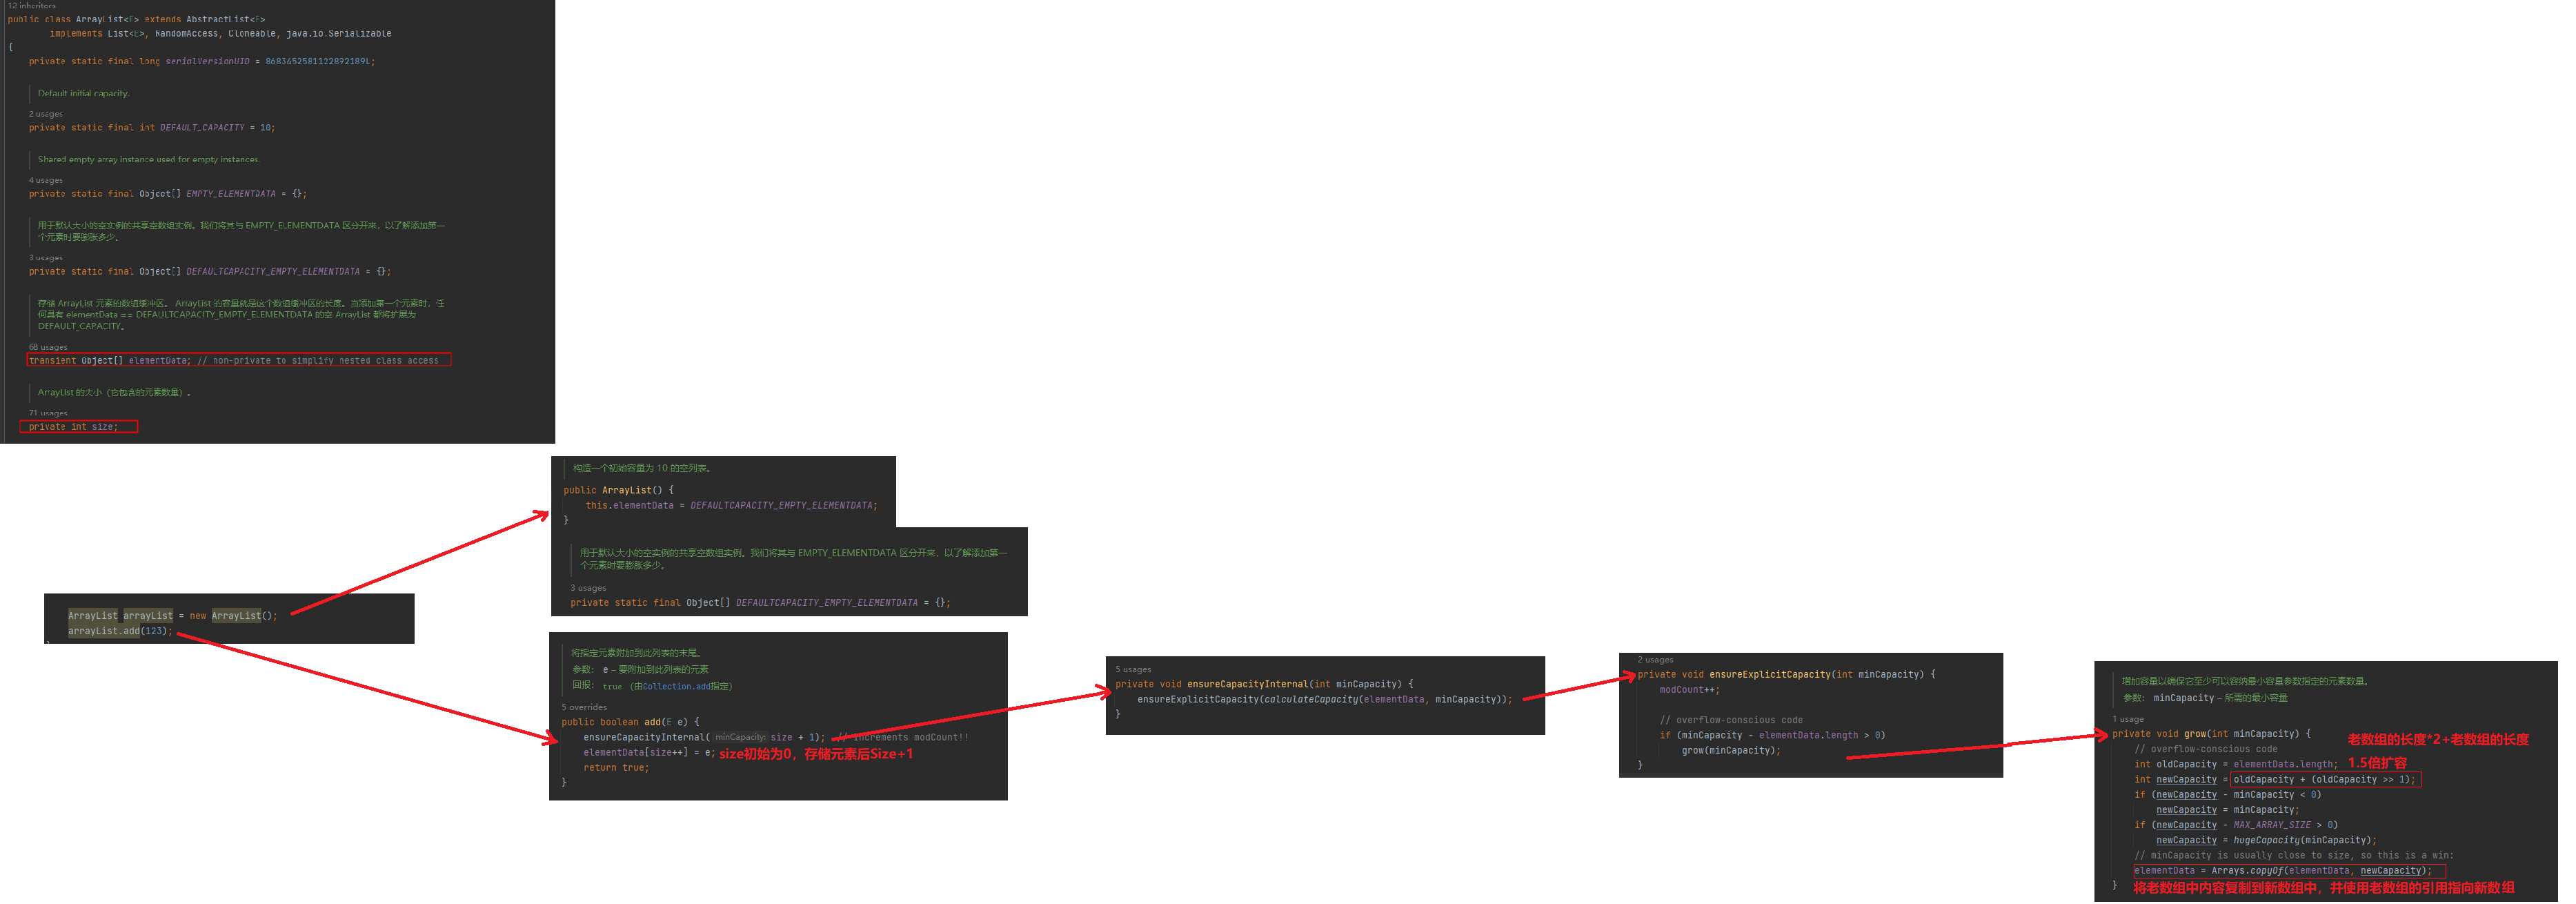 12 inheritors
public class ArrayList<E> extends AbstractList<E>
implements List<E>, RandomAccess, Cloneable, java.io.Serializable
{
private static final long serialVersionUID = 8683452581122892189L;
Default initial capacity.
2 usages
private static final int DEFAULT_CAPACITY = 10;
Shared empty array instance used for empty instances.
4 usages
private static final Object[] EMPTY_ELEMENTDATA = {};
用于默认大小的空实例的共享空数组实例。我们将其与 EMPTY_ELEMENTDATA 区分开来，以了解添加第一
个元素时要膨胀多少。
3 usages
private static final Object[] DEFAULTCAPACITY_EMPTY_ELEMENTDATA = {};
存储 ArrayList 元素的数组缓冲区。 ArrayList 的容量就是这个数组缓冲区的长度。当添加第一个元素时，任
何具有 elementData == DEFAULTCAPACITY_EMPTY_ELEMENTDATA 的空 ArrayList 都将扩展为
DEFAULT_CAPACITY。
68 usages
transient Object[] elementData; // non-private to simplify nested class access
ArrayList 的大小（它包含的元素数量）。
71 usages
private int size;
构造一个初始容量为 10 的空列表。
public ArrayList() {
this.elementData = DEFAULTCAPACITY_EMPTY_ELEMENTDATA;
}
用于默认大小的空实例的共享空数组实例。我们将其与 EMPTY_ELEMENTDATA 区分开来，以了解添加第一
个元素时要膨胀多少。
3 usages
private static final Object[] DEFAULTCAPACITY_EMPTY_ELEMENTDATA = {};
ArrayList arrayList = new ArrayList();
arrayList.add(123);
将指定元素附加到此列表的末尾。
参数： e – 要附加到此列表的元素
回报： true （由Collection.add指定）
5 overrides
public boolean add(E e) {
ensureCapacityInternal( minCapacity: size + 1); // Increments modCount!!
elementData[size++] = e; size初始为0，存储元素后Size+1
return true;
}
5 usages
private void ensureCapacityInternal(int minCapacity) {
ensureExplicitCapacity(calculateCapacity(elementData, minCapacity));
}
2 usages
private void ensureExplicitCapacity(int minCapacity) {
modCount++;
// overflow-conscious code
if (minCapacity - elementData.length > 0)
grow(minCapacity);
}
增加容量以确保它至少可以容纳最小容量参数指定的元素数量。
参数： minCapacity – 所需的最小容量
1 usage
private void grow(int minCapacity) { 老数组的长度*2+老数组的长度
// overflow-conscious code
int oldCapacity = elementData.length; 1.5倍扩容
int newCapacity = oldCapacity + (oldCapacity >> 1);
if (newCapacity - minCapacity < 0)
newCapacity = minCapacity;
if (newCapacity - MAX_ARRAY_SIZE > 0)
newCapacity = hugeCapacity(minCapacity);
// minCapacity is usually close to size, so this is a win:
elementData = Arrays.copyOf(elementData, newCapacity);
} 将老数组中内容复制到新数组中，并使用老数组的引用指向新数组